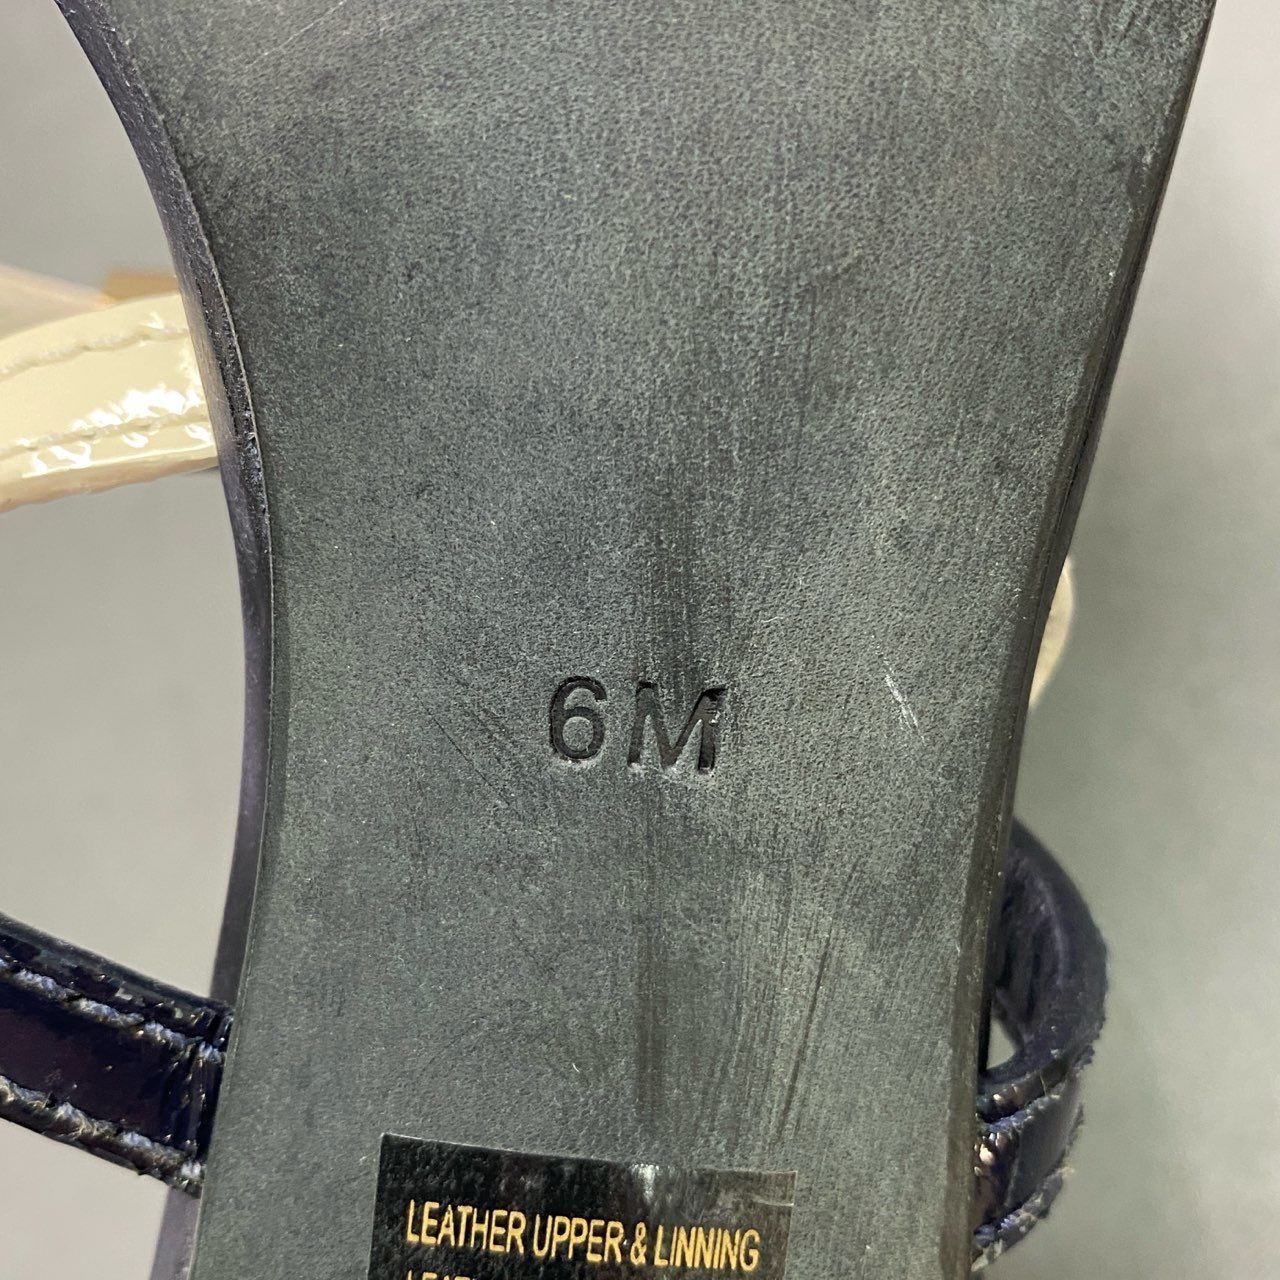 6M
LEATHER UPPER & LINNING